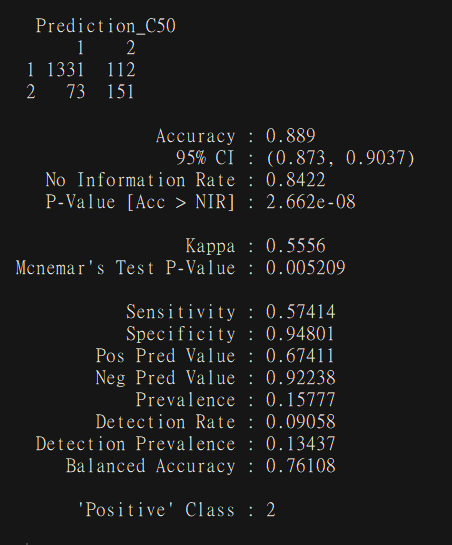 Prediction_C50
1 2
1 1331 112
2 73 151
Accuracy : 0.889
95% CI : (0.873, 0.9037)
No Information Rate : 0.8422
P-Value [Acc > NIR] : 2.662e-08
Kappa : 0.5556
Mcnemar's Test P-Value : 0.005209
Sensitivity : 0.57414
Specificity : 0.94801
Pos Pred Value : 0.67411
Neg Pred Value : 0.92238
Prevalence : 0.15777
Detection Rate : 0.09058
Detection Prevalence : 0.13437
Balanced Accuracy : 0.76108
'Positive' Class : 2